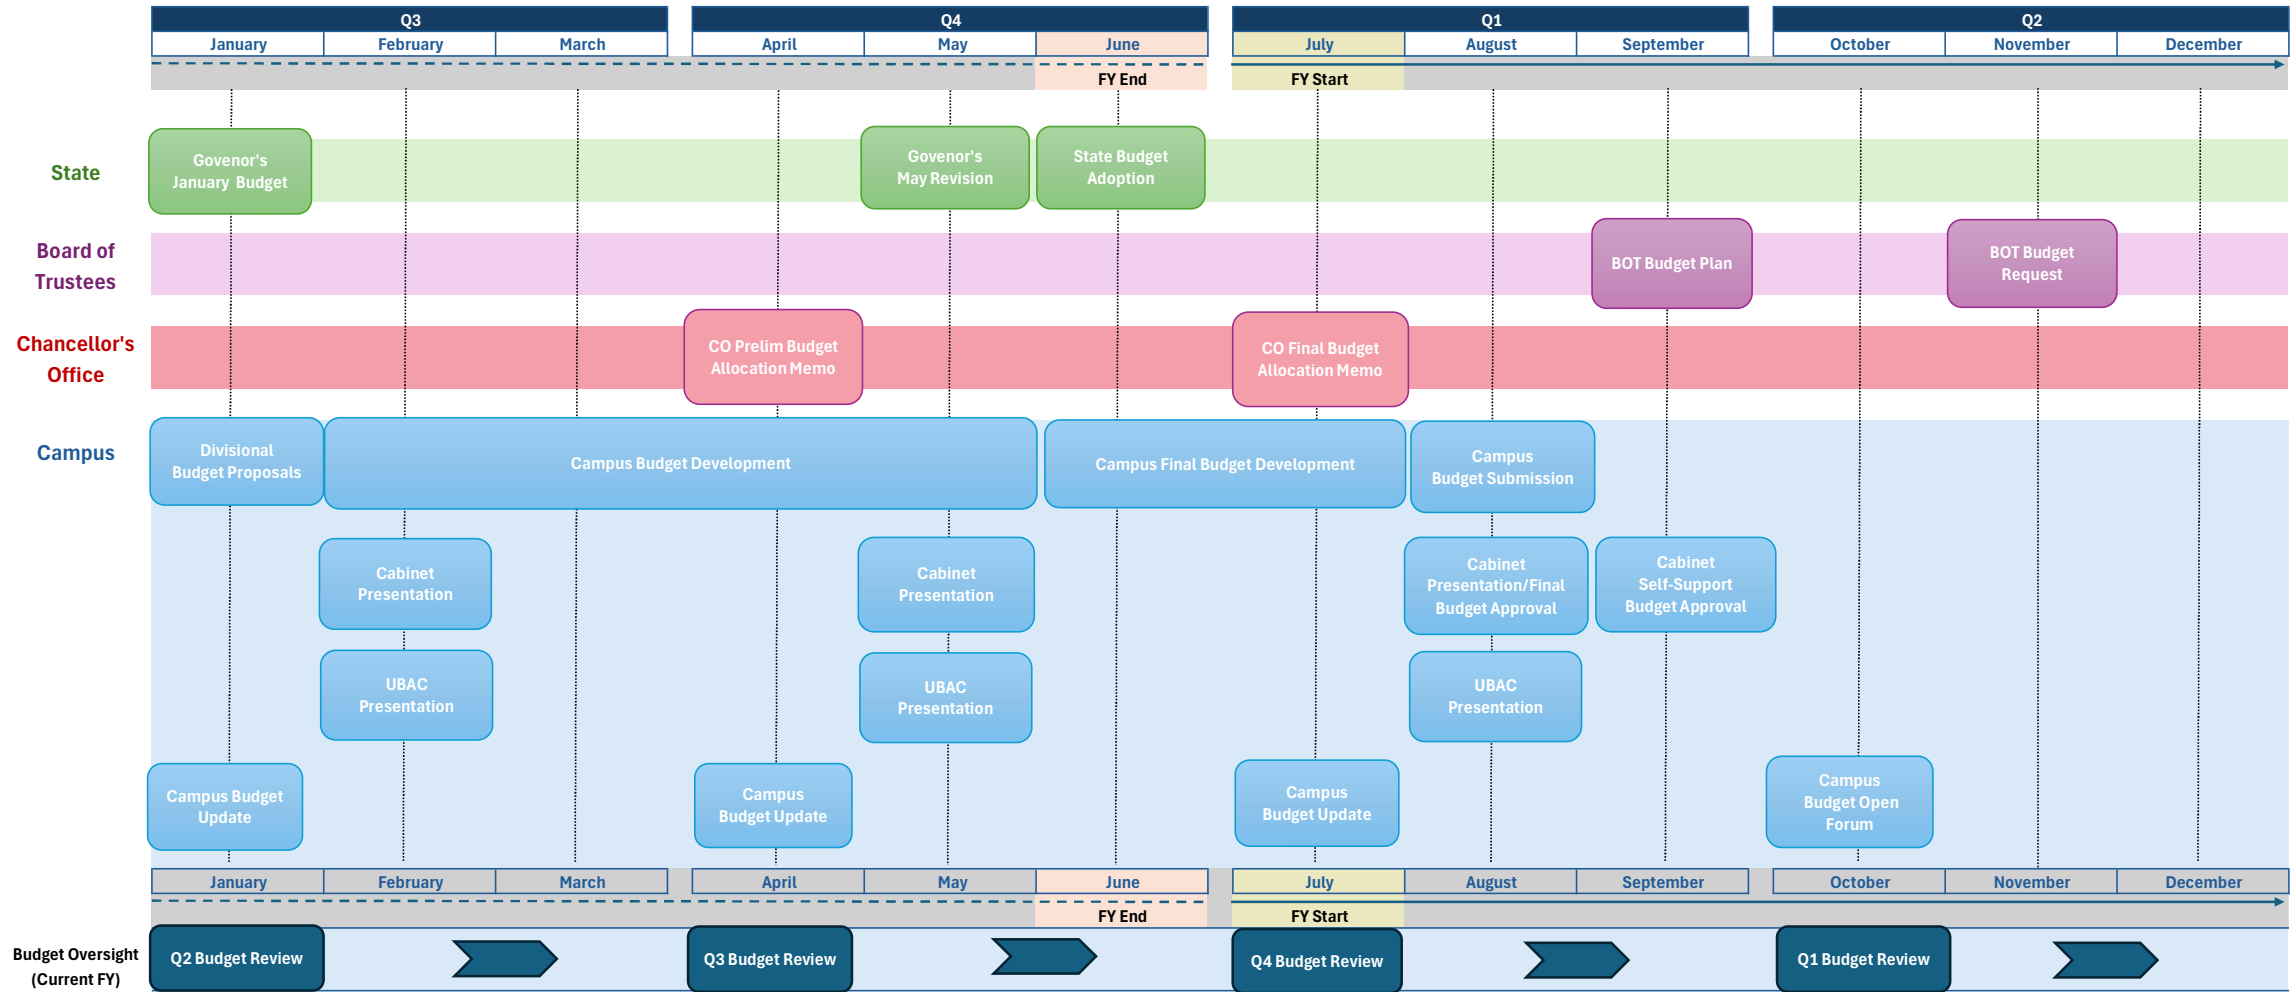 Q3
Q4
Q1
Q2
January
February
March
April
May
June
July
August
September
October
November
December
FY End
FY Start
State
Govenor's
January Budget
Govenor's
May Revision
State Budget
Adoption
Board of
Trustees
BOT Budget Plan
BOT Budget
Request
Chancellor's
Office
CO Prelim Budget
Allocation Memo
CO Final Budget
Allocation Memo
Campus
Divisional
Budget Proposals
Campus Budget Development
Campus Final Budget Development
Campus
Budget Submission
Cabinet
Presentation
Cabinet
Presentation
Cabinet
Presentation/Final
Budget Approval
Cabinet
Self-Support
Budget Approval
UBAC
Presentation
UBAC
Presentation
UBAC
Presentation
Campus Budget
Update
Campus
Budget Update
Campus
Budget Update
Campus
Budget Open
Forum
January
February
March
April
May
June
July
August
September
October
November
December
FY End
FY Start
Budget Oversight
(Current FY)
Q2 Budget Review
Q3 Budget Review
Q4 Budget Review
Q1 Budget Review